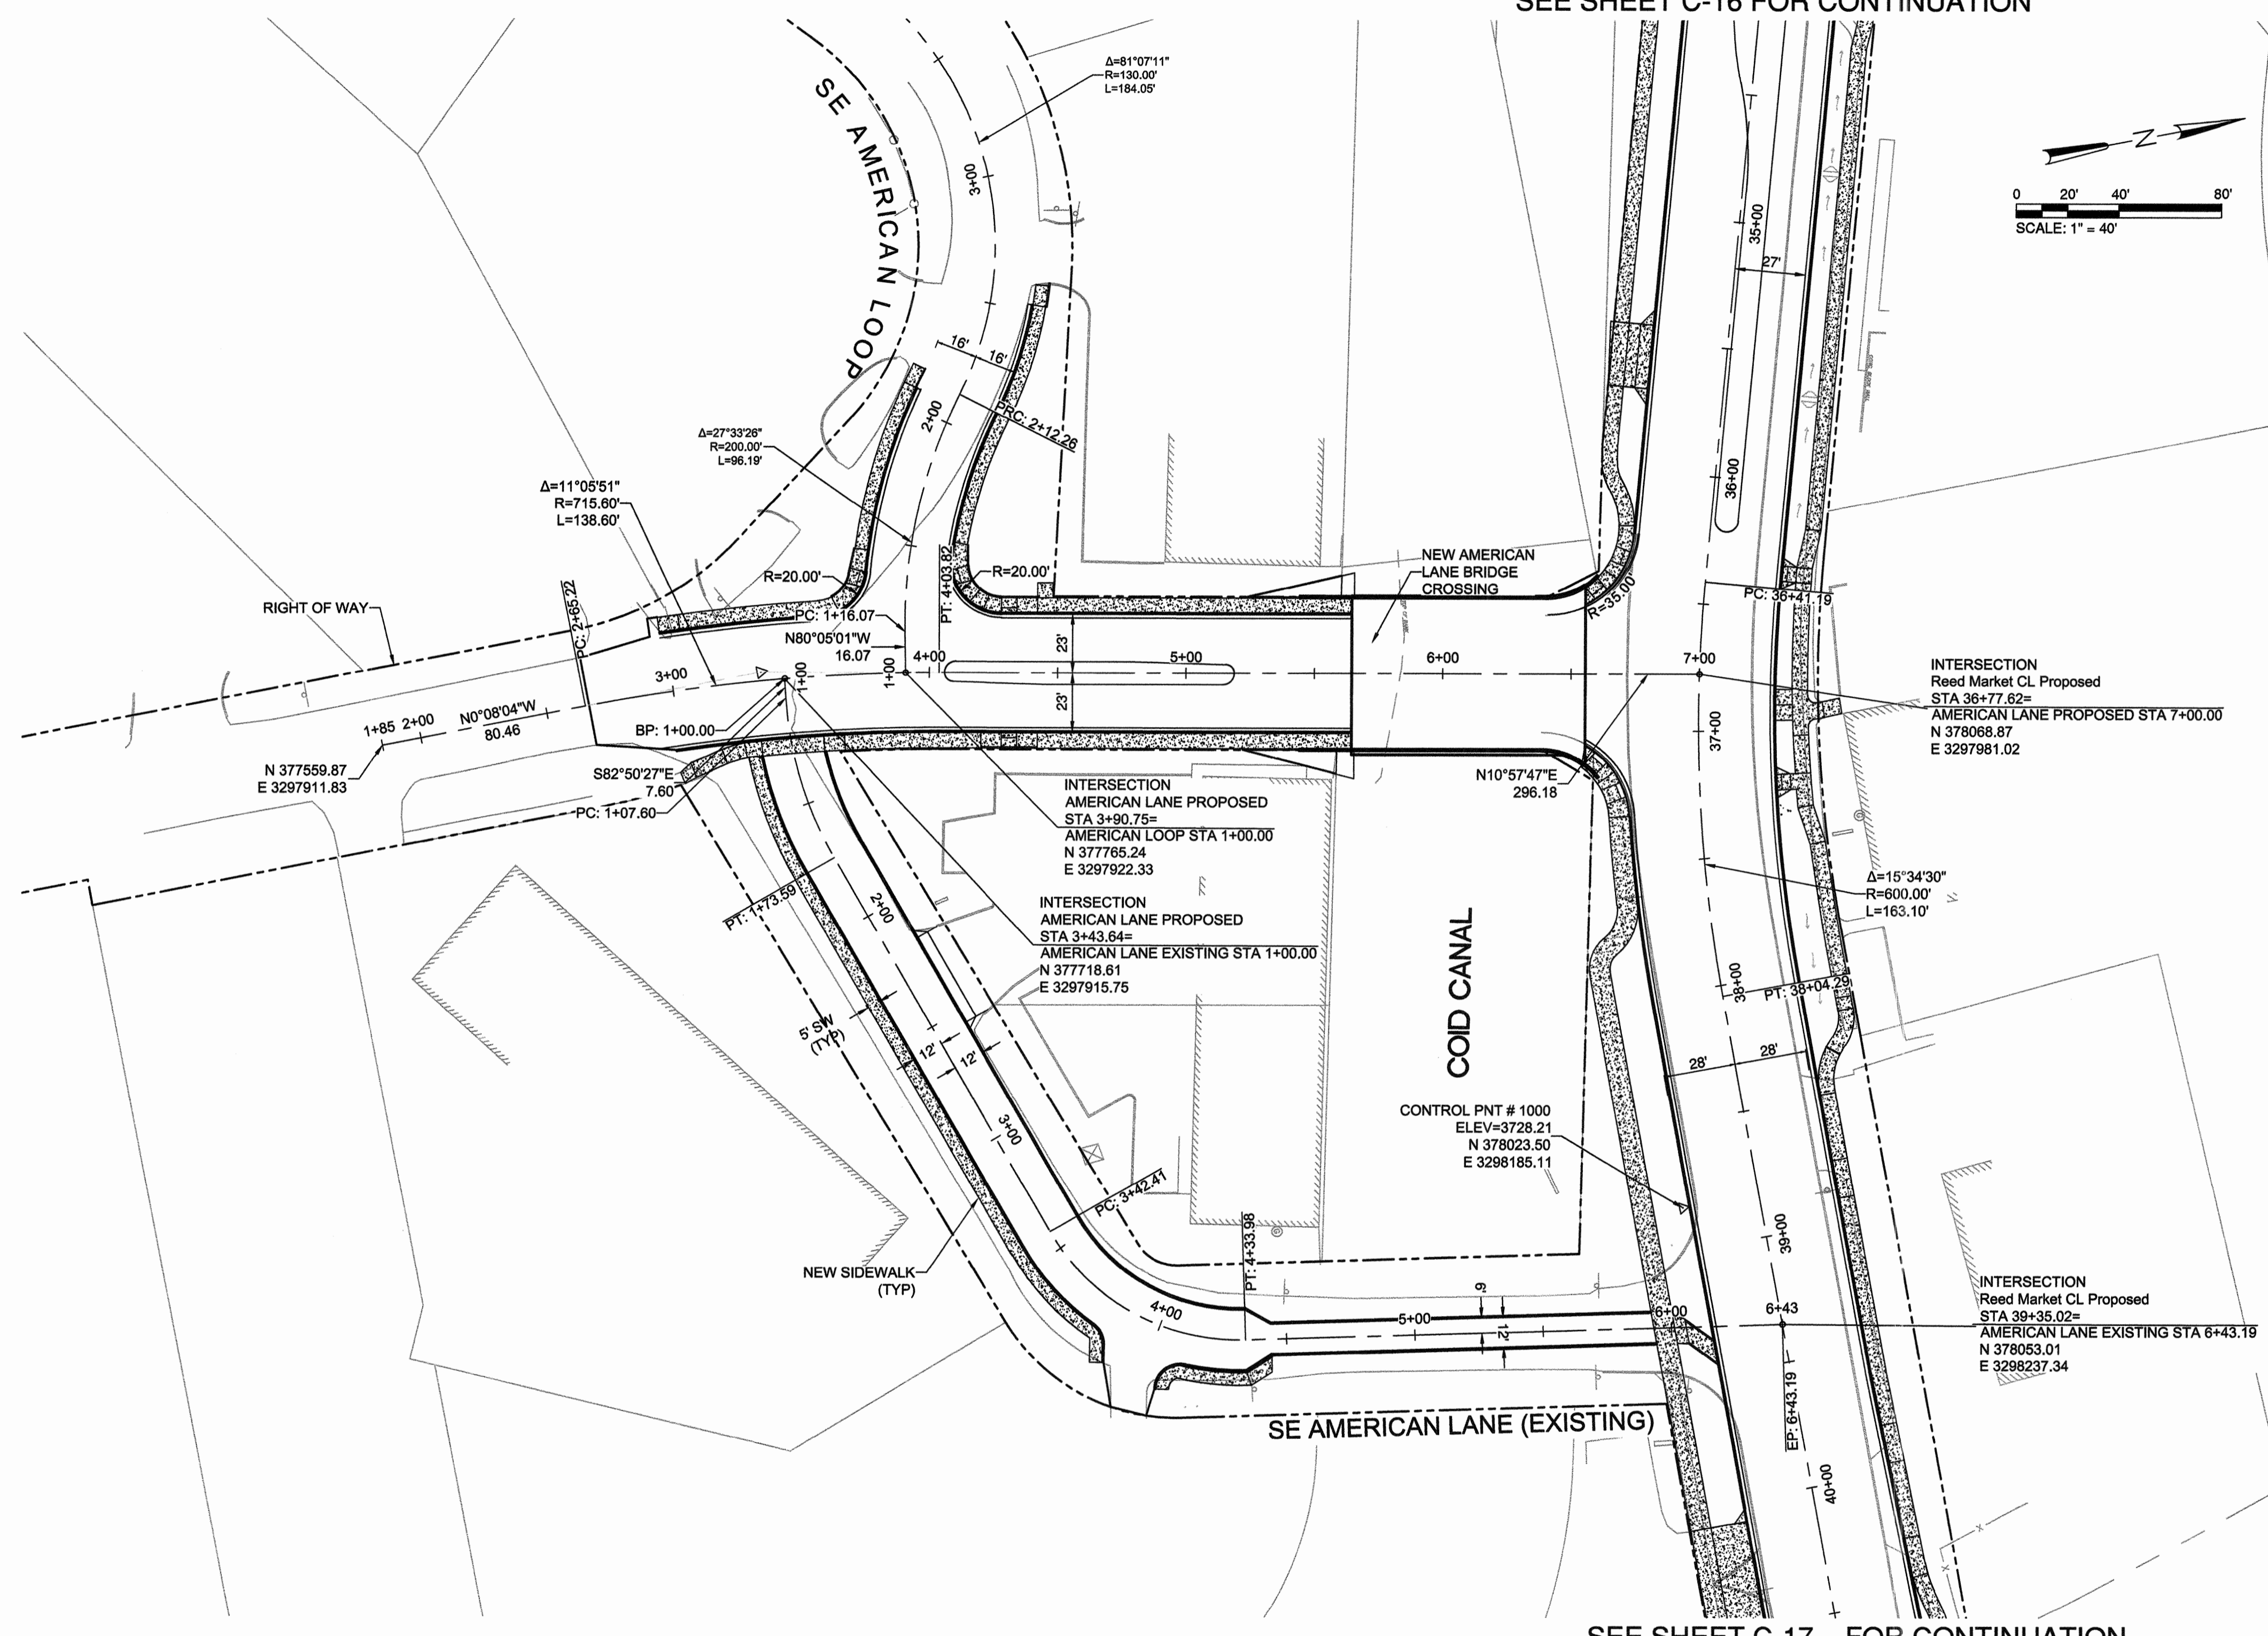 SEE SHEET C-16 FOR CONTINUATION
Δ=81°07'11"
R=130.00'
L=184.05'
SE AMERICAN LOOP
3+00
N
0 20' 40' 80'
SCALE: 1" = 40'
35+00
27'
16'
16'
2+00
PRC: 2+12.26
Δ=27°33'26"
R=200.00'
L=96.19'
36+00
Δ=11°05'51"
R=715.60'
L=138.60'
NEW AMERICAN
LANE BRIDGE
CROSSING
R=20.00'
R=20.00'
PT: 4+03.82
R=35.00'
PC: 36+41.19
RIGHT OF WAY
PC: 2+65.22
PC: 1+16.07
N80°05'01"W
16.07
23'
23'
3+00
1+00
1+00
4+00
5+00
6+00
7+00
INTERSECTION
Reed Market CL Proposed
STA 36+77.62=
AMERICAN LANE PROPOSED STA 7+00.00
N 378068.87
E 3297981.02
1+85 2+00
N0°08'04"W
80.46
BP: 1+00.00
37+00
N 377559.87
E 3297911.83
S82°50'27"E
7.60
PC: 1+07.60
N10°57'47"E
296.18
INTERSECTION
AMERICAN LANE PROPOSED
STA 3+90.75=
AMERICAN LOOP STA 1+00.00
N 377765.24
E 3297922.33
PT: 1+73.59
2+00
INTERSECTION
AMERICAN LANE PROPOSED
STA 3+43.64=
AMERICAN LANE EXISTING STA 1+00.00
N 377718.61
E 3297915.75
COID CANAL
Δ=15°34'30"
R=600.00'
L=163.10'
38+00
PT: 38+04.29
5' SW
(TYP)
12'
12'
28'
28'
3+00
CONTROL PNT # 1000
ELEV=3728.21
N 378023.50
E 3298185.11
PC: 3+42.41
PT: 4+33.98
39+00
NEW SIDEWALK
(TYP)
4+00
5+00
12'
6+00
6+43
INTERSECTION
Reed Market CL Proposed
STA 39+35.02=
AMERICAN LANE EXISTING STA 6+43.19
N 378053.01
E 3298237.34
EP: 6+43.19
SE AMERICAN LANE (EXISTING)
40+00
SEE SHEET C-17 FOR CONTINUATION